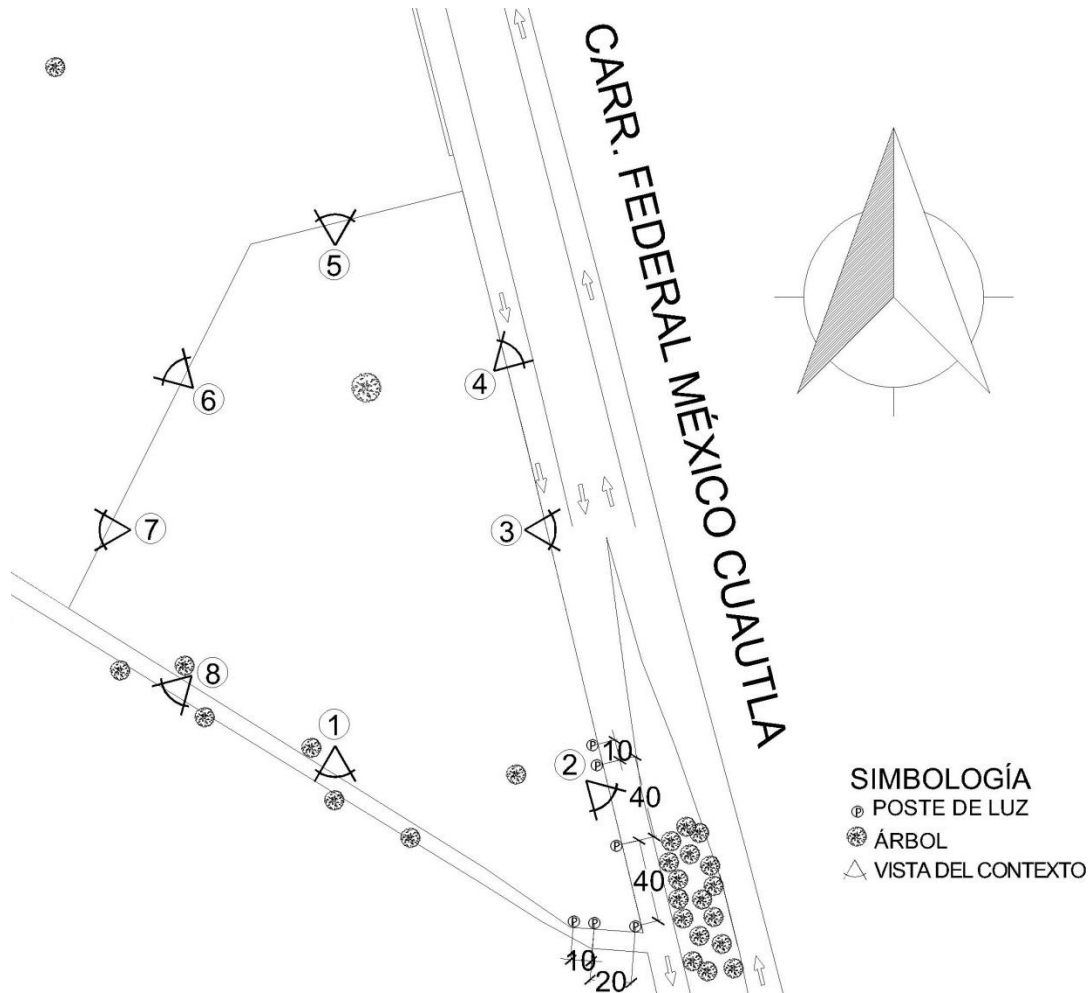 CARR. FEDERAL MÉXICO CUAUTLA
5
4
6
3
7
8
1
2
10
40
40
10
20
P
P
P
P
P
P
SIMBOLOGÍA
P POSTE DE LUZ
ÁRBOL
VISTA DEL CONTEXTO